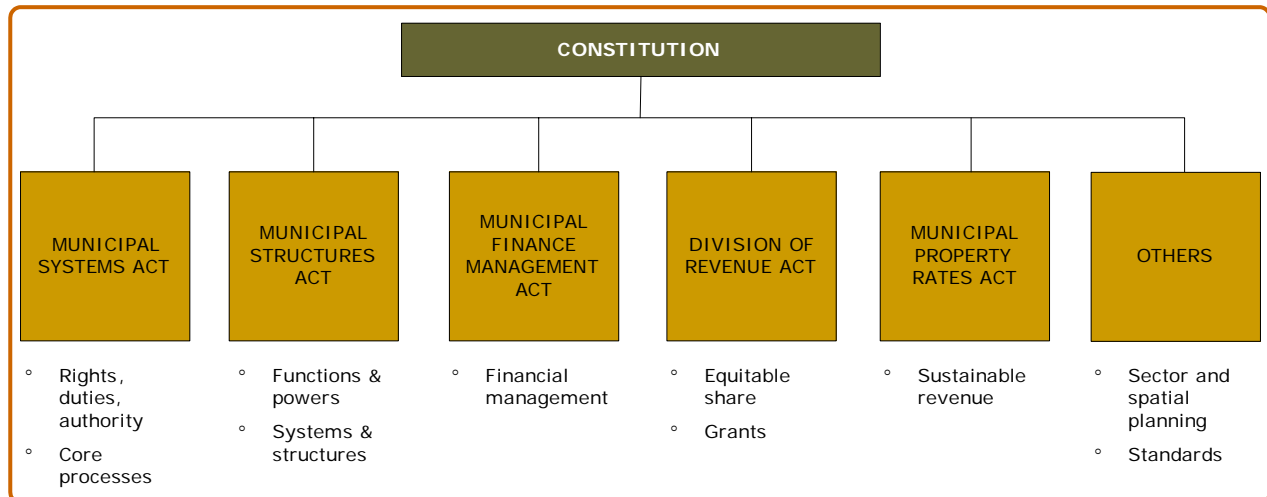 CONSTITUTION
MUNICIPAL
SYSTEMS ACT
MUNICIPAL
STRUCTURES
ACT
MUNICIPAL
FINANCE
MANAGEMENT
ACT
DIVISION OF
REVENUE ACT
MUNICIPAL
PROPERTY
RATES ACT
OTHERS
° Rights,
duties,
authority
° Core
processes
° Functions &
powers
° Systems &
structures
° Financial
management
° Equitable
share
° Grants
° Sustainable
revenue
° Sector and
spatial
planning
° Standards